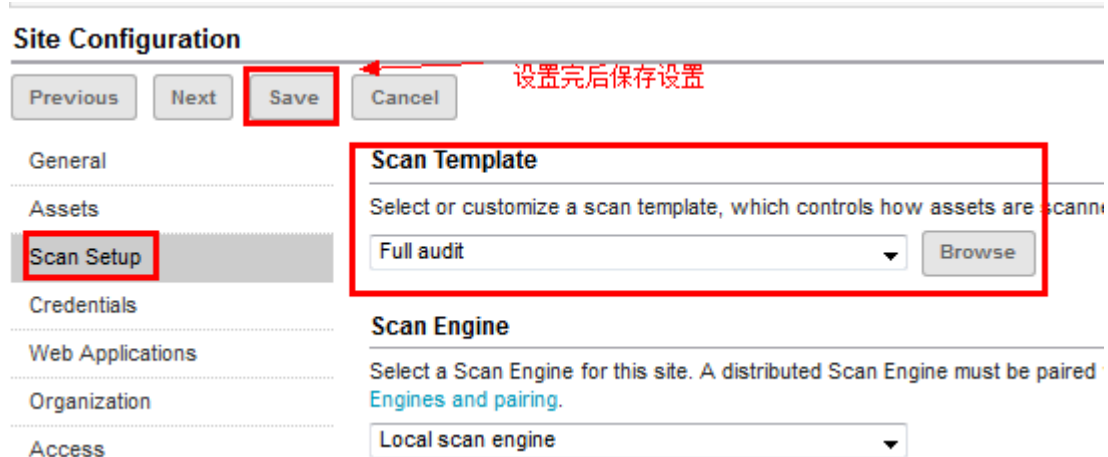 Site Configuration
Previous Next Save Cancel
设置完后保存设置
General
Assets
Scan Setup
Credentials
Web Applications
Organization
Access
Scan Template
Select or customize a scan template, which controls how assets are scanne
Full audit
Browse
Scan Engine
Select a Scan Engine for this site. A distributed Scan Engine must be paired
Engines and pairing.
Local scan engine